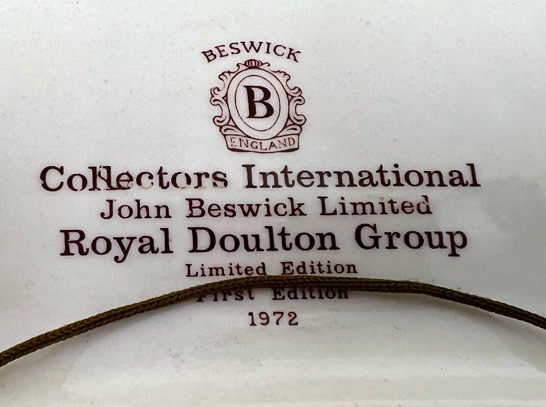 BESWICK
B
ENGLAND
Collectors International
John Beswick Limited
Royal Doulton Group
Limited Edition
First Edition
1972